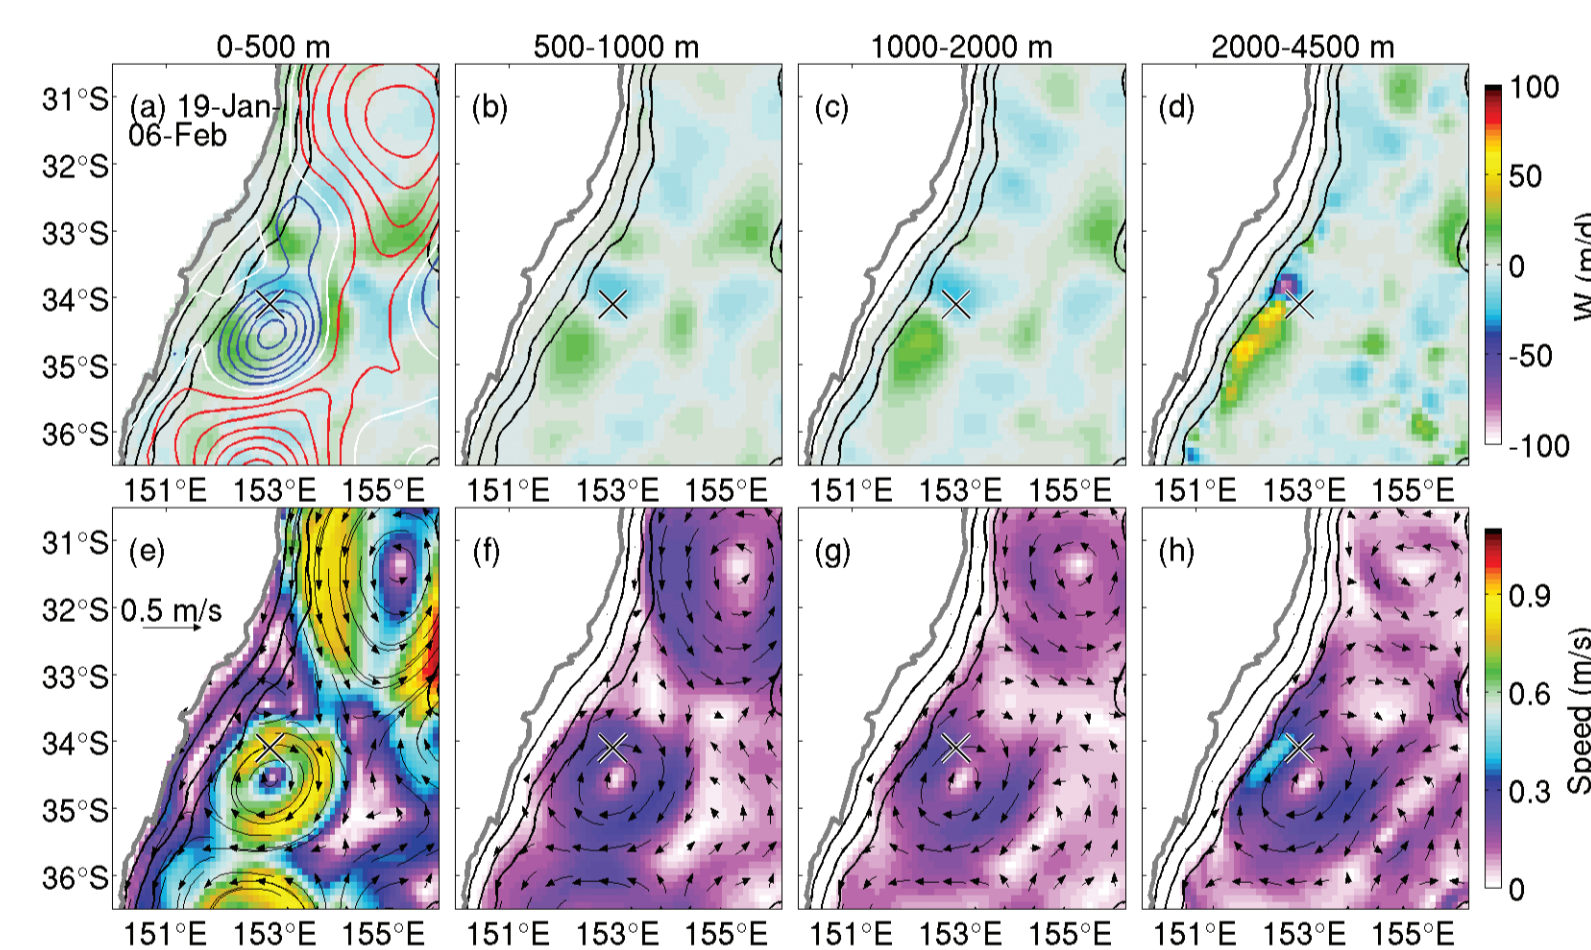 0-500 m 500-1000 m 1000-2000 m 2000-4500 m
(a) 19-Jan-
06-Feb
(b) (c) (d)
31°S
32°S
33°S
34°S
35°S
36°S
151°E 153°E 155°E 151°E 153°E 155°E 151°E 153°E 155°E 151°E 153°E 155°E
100
50
0
-50
-100
W (m/d)
(e) (f) (g) (h)
0.5 m/s
31°S
32°S
33°S
34°S
35°S
36°S
151°E 153°E 155°E 151°E 153°E 155°E 151°E 153°E 155°E 151°E 153°E 155°E
0.9
0.6
0.3
0
Speed (m/s)